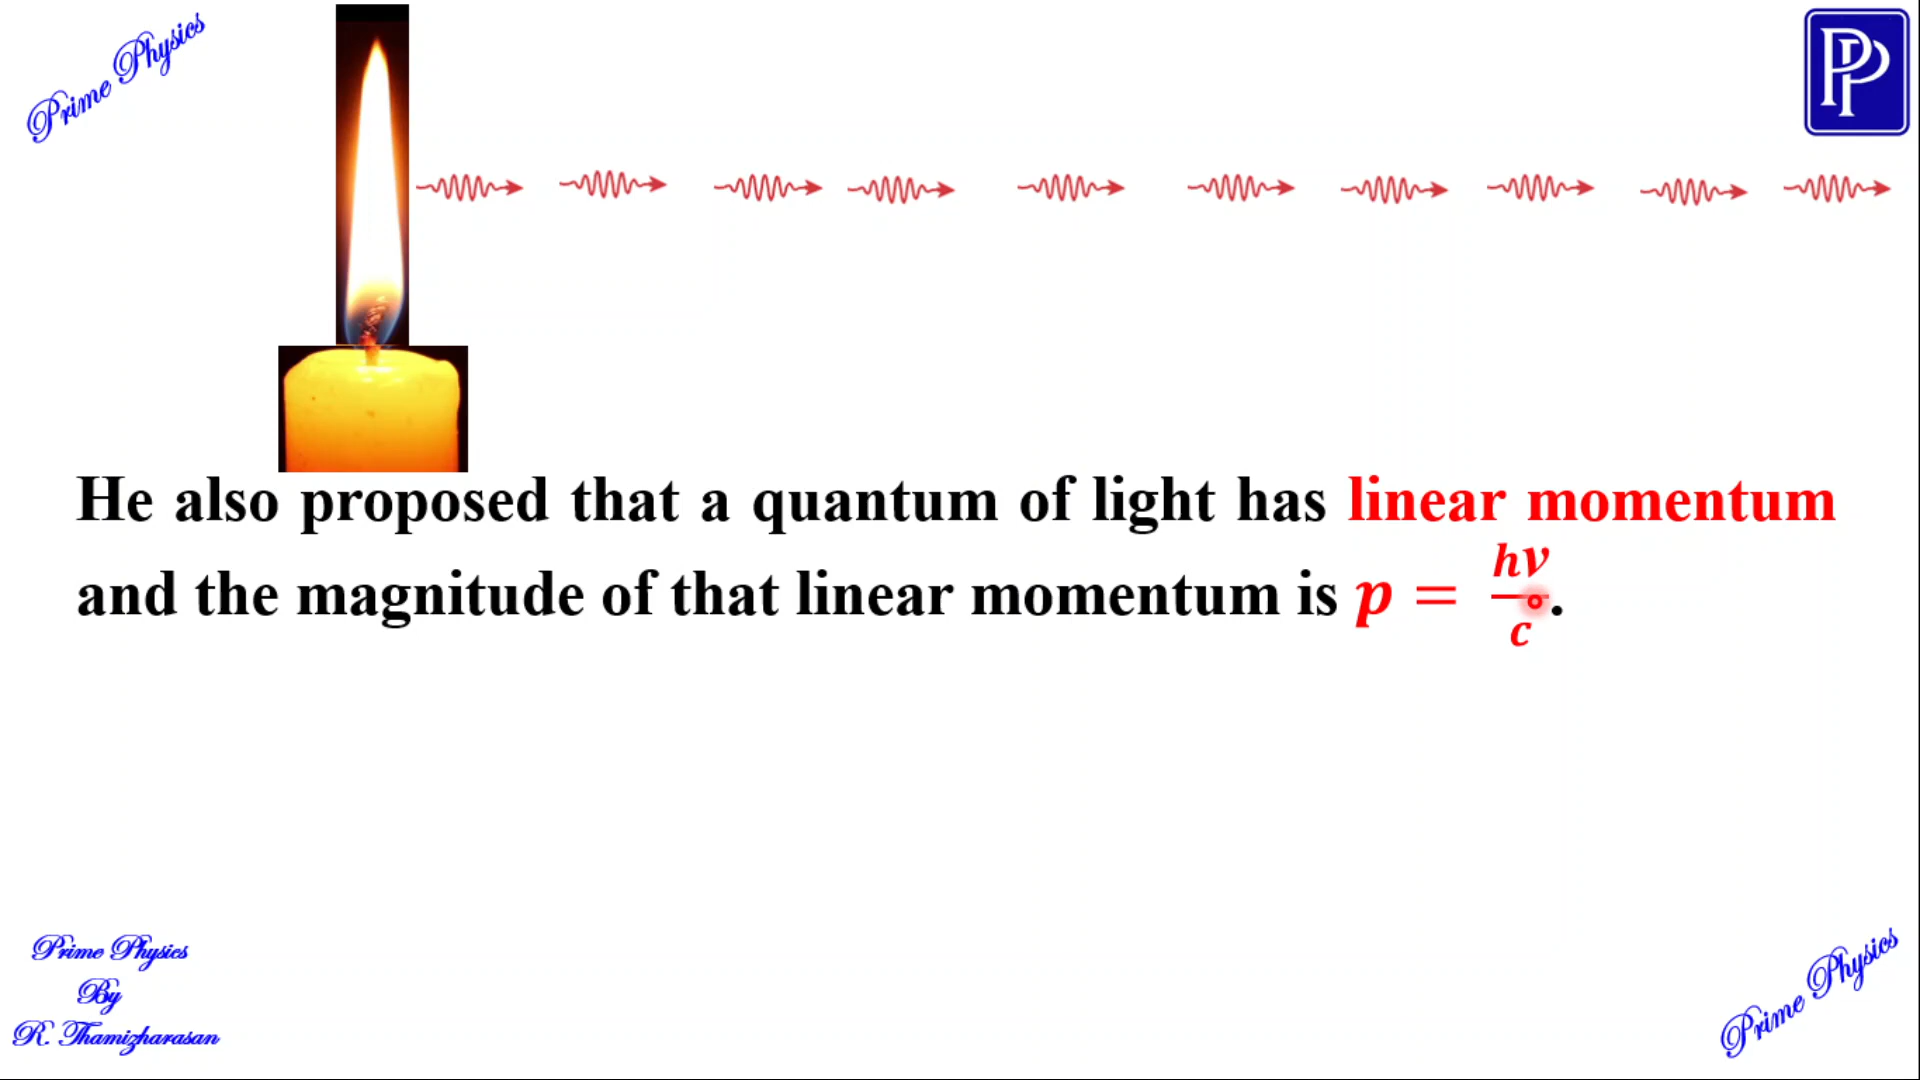 Prime Physics
PP
He also proposed that a quantum of light has linear momentum
and the magnitude of that linear momentum is p = hν/c.
Prime Physics
By
R. Thamizharasan
Prime Physics